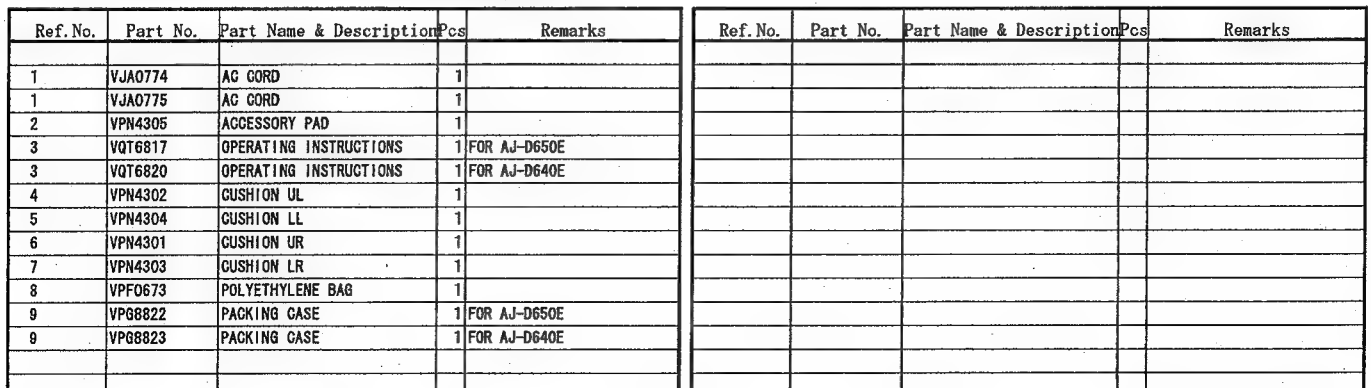 Ref.No. Part No. Part Name & Description Pcs Remarks Ref.No. Part No. Part Name & Description Pcs Remarks
1 VJA0774 AC CORD 1
1 VJA0775 AC CORD 1
2 VPN4305 ACCESSORY PAD 1
3 VQT6817 OPERATING INSTRUCTIONS 1 FOR AJ-D650E
3 VQT6820 OPERATING INSTRUCTIONS 1 FOR AJ-D640E
4 VPN4302 CUSHION UL 1
5 VPN4304 CUSHION LL 1
6 VPN4301 CUSHION UR 1
7 VPN4303 CUSHION LR 1
8 VPF0673 POLYETHYLENE BAG 1
9 VPG8822 PACKING CASE 1 FOR AJ-D650E
9 VPG8823 PACKING CASE 1 FOR AJ-D640E